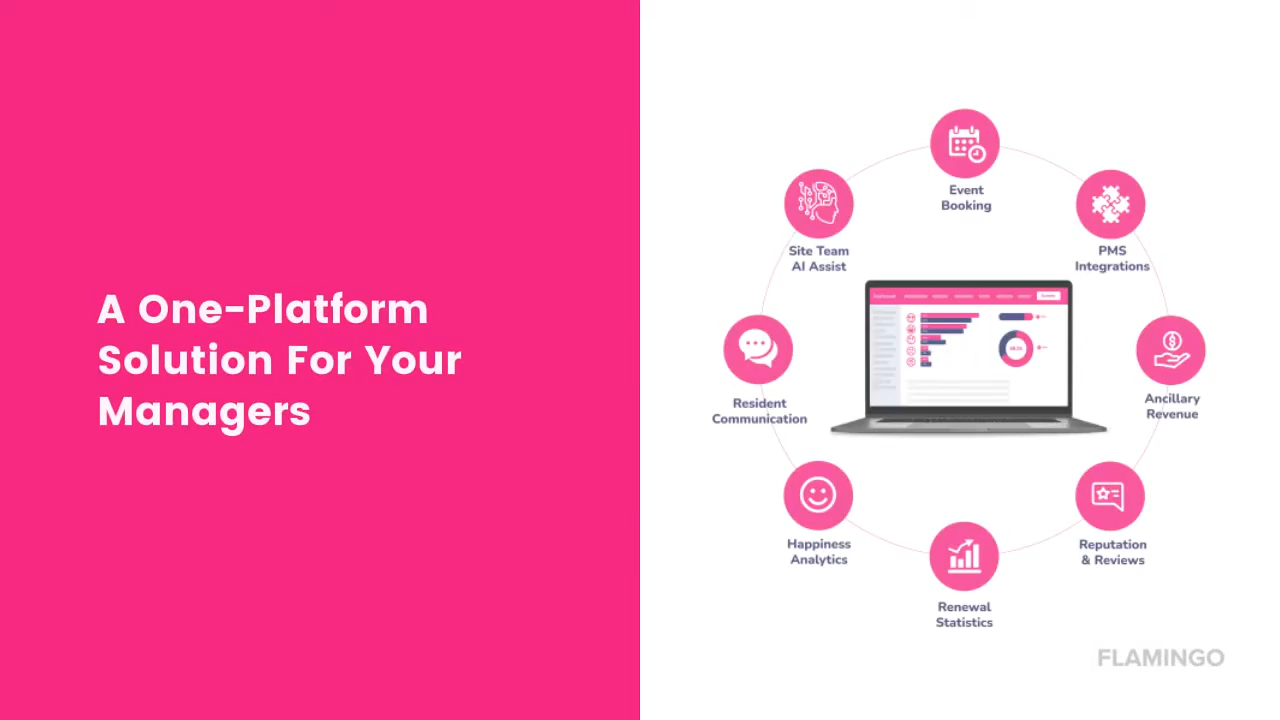 A One-Platform
Solution For Your
Managers
Event
Booking
PMS
Integrations
Ancillary
Revenue
Reputation
& Reviews
Renewal
Statistics
Happiness
Analytics
Resident
Communication
Site Team
AI Assist
FLAMINGO